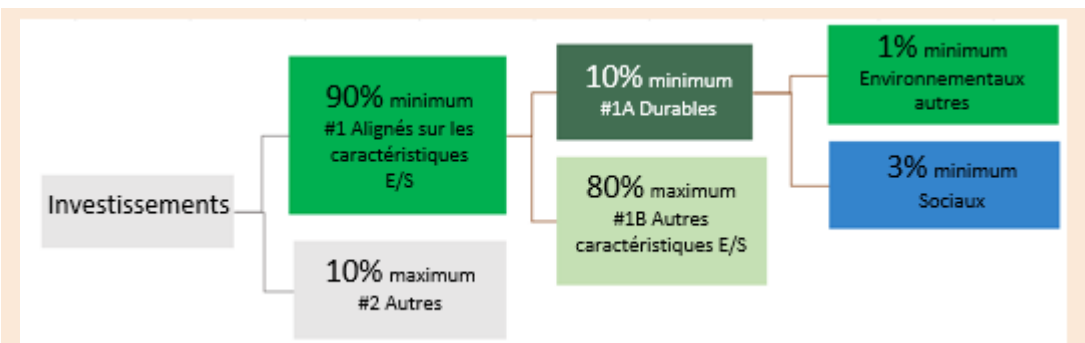 Investissements
90% minimum
#1 Alignés sur les
caractéristiques
E/S
10% maximum
#2 Autres
10% minimum
#1A Durables
80% maximum
#1B Autres
caractéristiques E/S
1% minimum
Environnementaux
autres
3% minimum
Sociaux